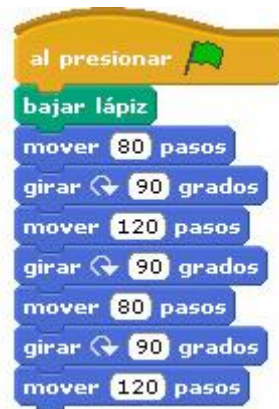 al presionar
bajar lápiz
mover 80 pasos
girar 90 grados
mover 120 pasos
girar 90 grados
mover 80 pasos
girar 90 grados
mover 120 pasos